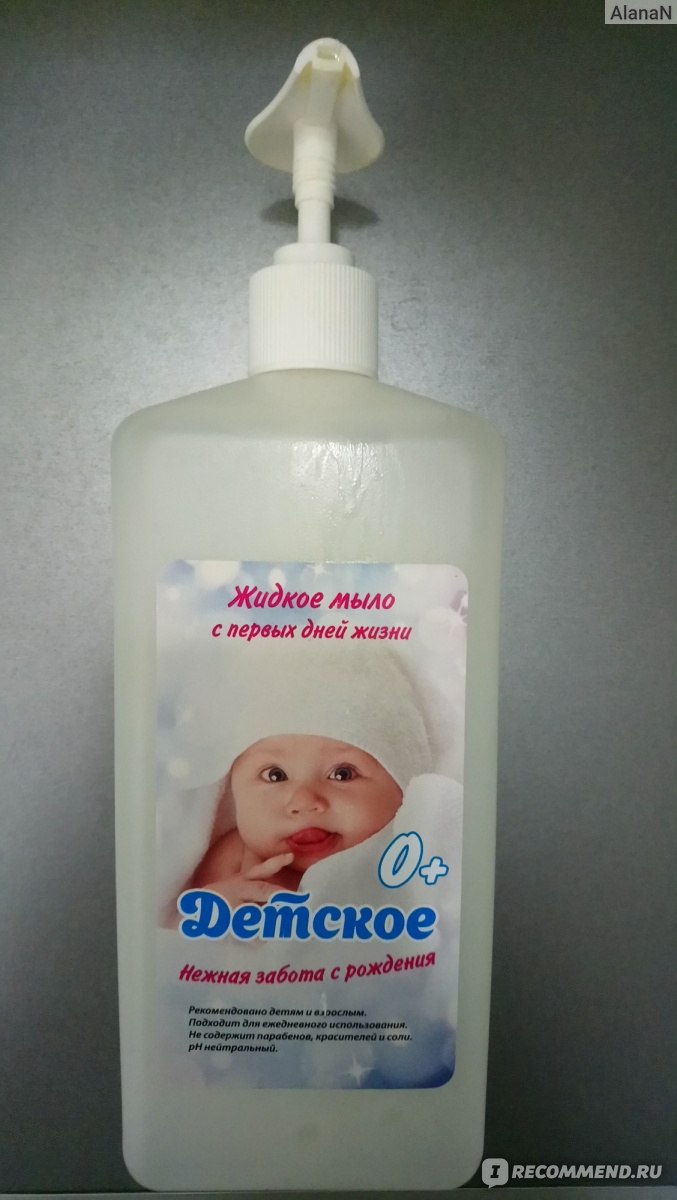 AlanaN
Жидкое мыло
с первых дней жизни
0+
Детское
Нежная забота с рождения
Рекомендовано детям и взрослым.
Подходит для ежедневного использования.
Не содержит парабенов, красителей и соли.
pH нейтральный.
IRECOMMEND.RU